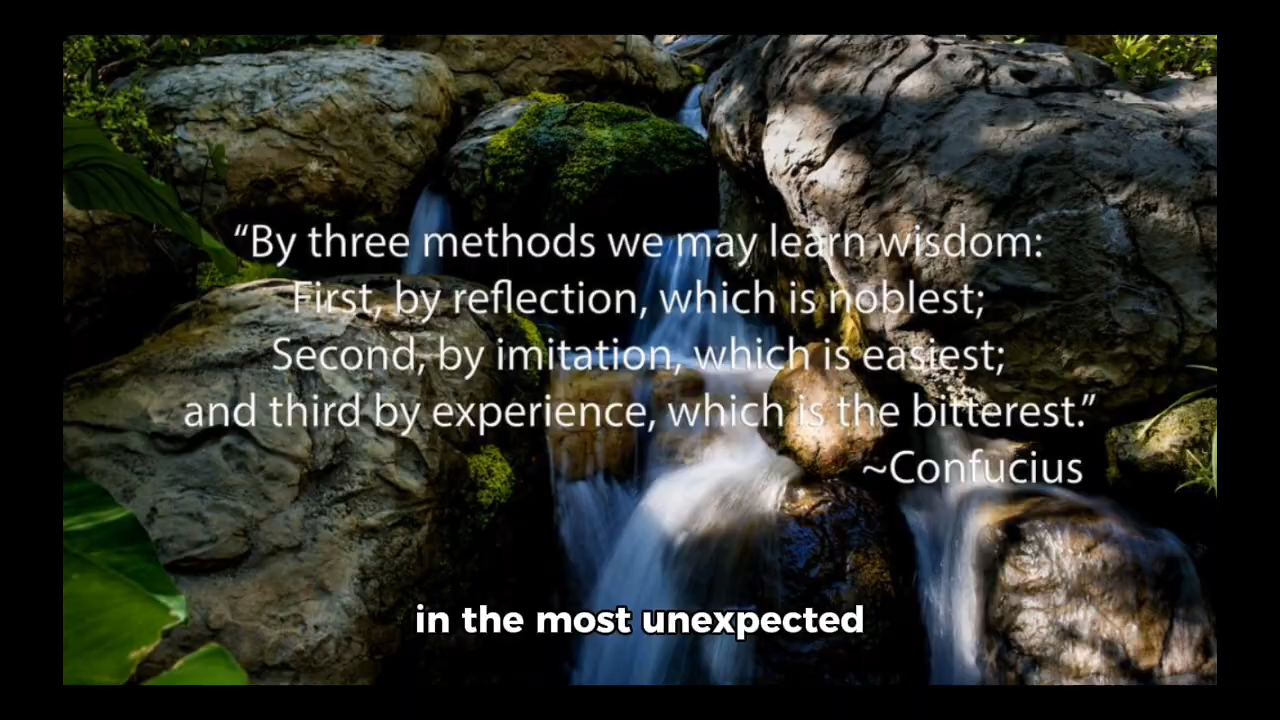 “By three methods we may learn wisdom:
First, by reflection, which is noblest;
Second, by imitation, which is easiest;
and third by experience, which is the bitterest.”
~Confucius
in the most unexpected